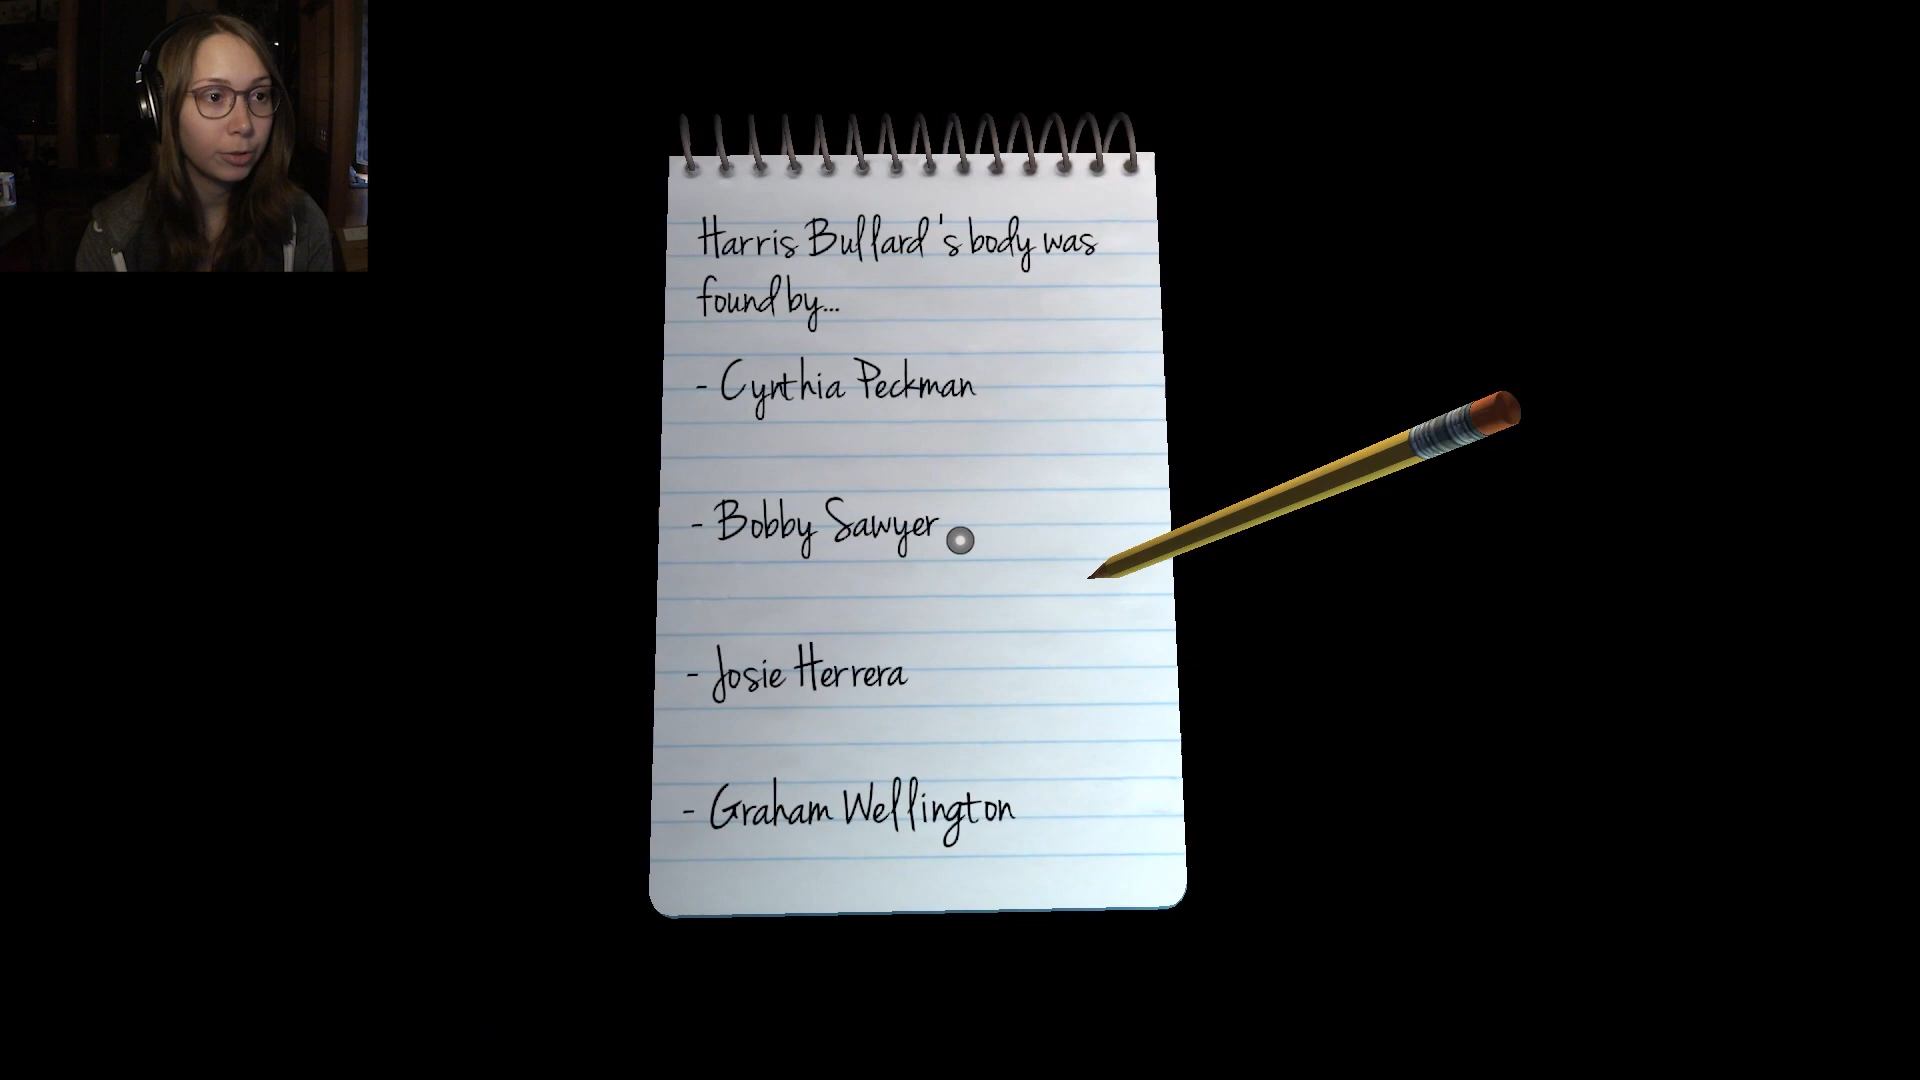 Harris Bullard's body was
found by...
- Cynthia Peckman
- Bobby Sawyer
- Josie Herrera
- Graham Wellington